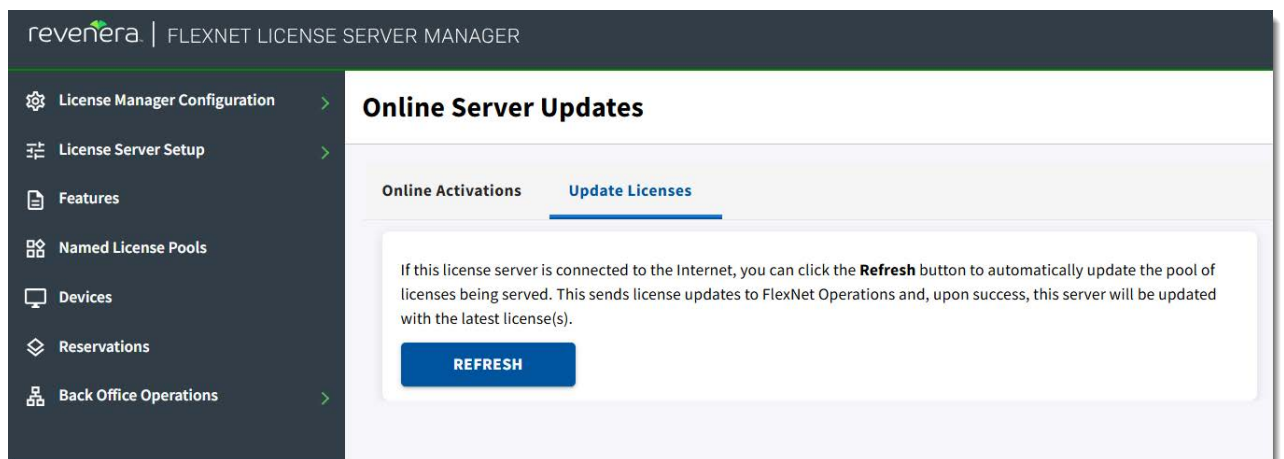 revenera. | FLEXNET LICENSE SERVER MANAGER
License Manager Configuration
License Server Setup
Features
Named License Pools
Devices
Reservations
Back Office Operations
Online Server Updates
Online Activations Update Licenses
If this license server is connected to the Internet, you can click the Refresh button to automatically update the pool of
licenses being served. This sends license updates to FlexNet Operations and, upon success, this server will be updated
with the latest license(s).
REFRESH